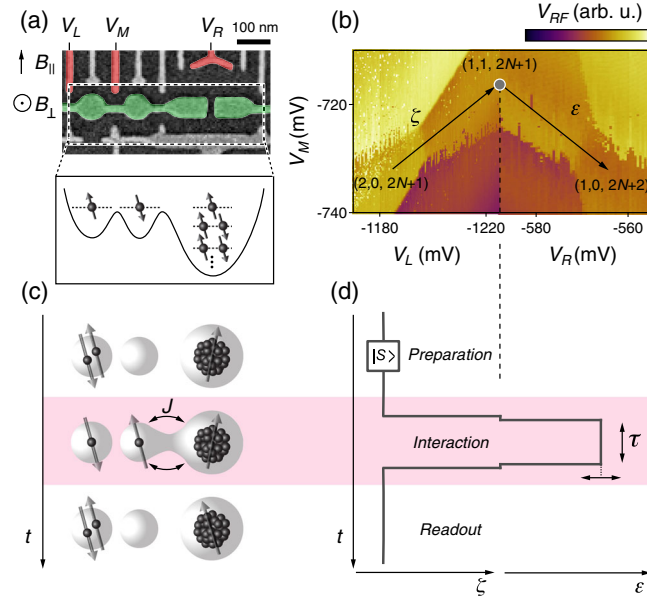 (a) V_L V_M V_R 100 nm
B_||
B_⊥
(b) V_RF (arb. u.)
(1,1, 2N+1)
-720
V_M (mV)
ζ ε
(2,0, 2N+1) (1,0, 2N+2)
-740
-1180 -1220 -580 -560
V_L (mV) V_R (mV)
(c) (d)
|S> Preparation
J
Interaction τ
t t Readout
ζ ε